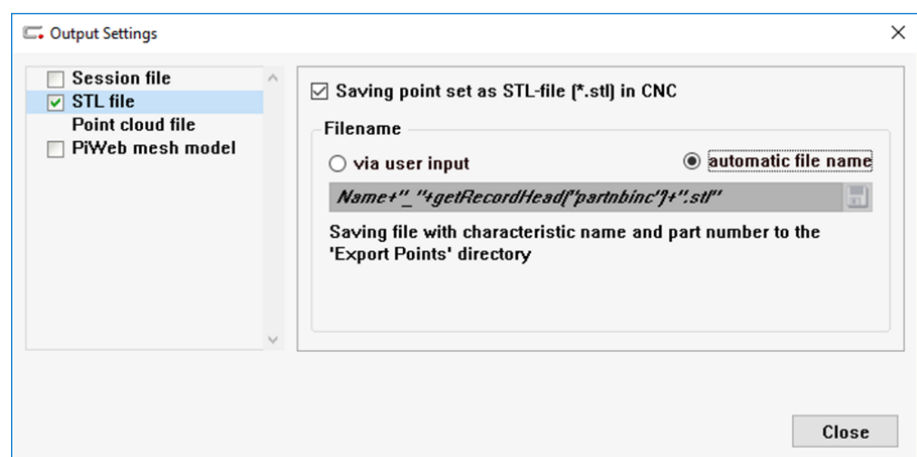 Output Settings
Session file
STL file
Point cloud file
PiWeb mesh model
Saving point set as STL-file (*.stl) in CNC
Filename
via user input
automatic file name
Name+"_"+getRecordHead("partnbinc")+".stl"
Saving file with characteristic name and part number to the
'Export Points' directory
Close